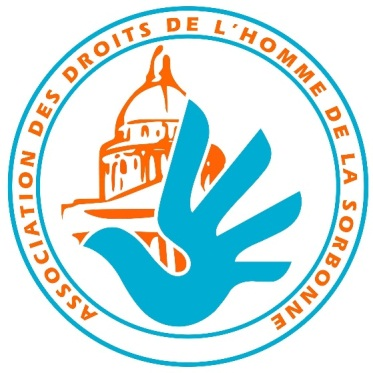 ASSOCIATION DES DROITS DE L'HOMME DE LA SORBONNE